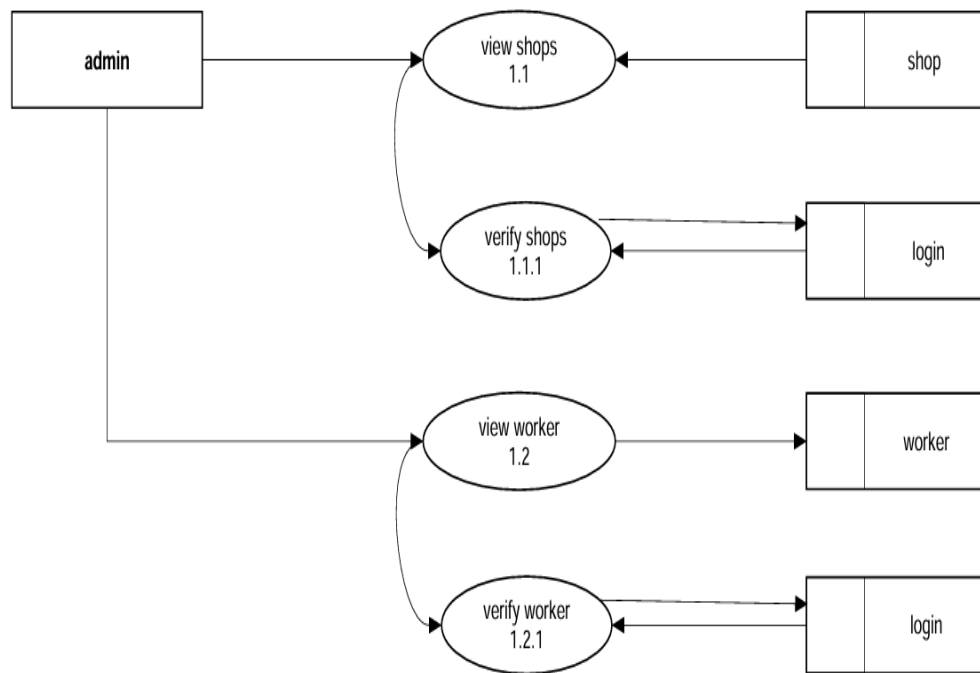 admin
view shops
1.1
shop
verify shops
1.1.1
login
view worker
1.2
worker
verify worker
1.2.1
login